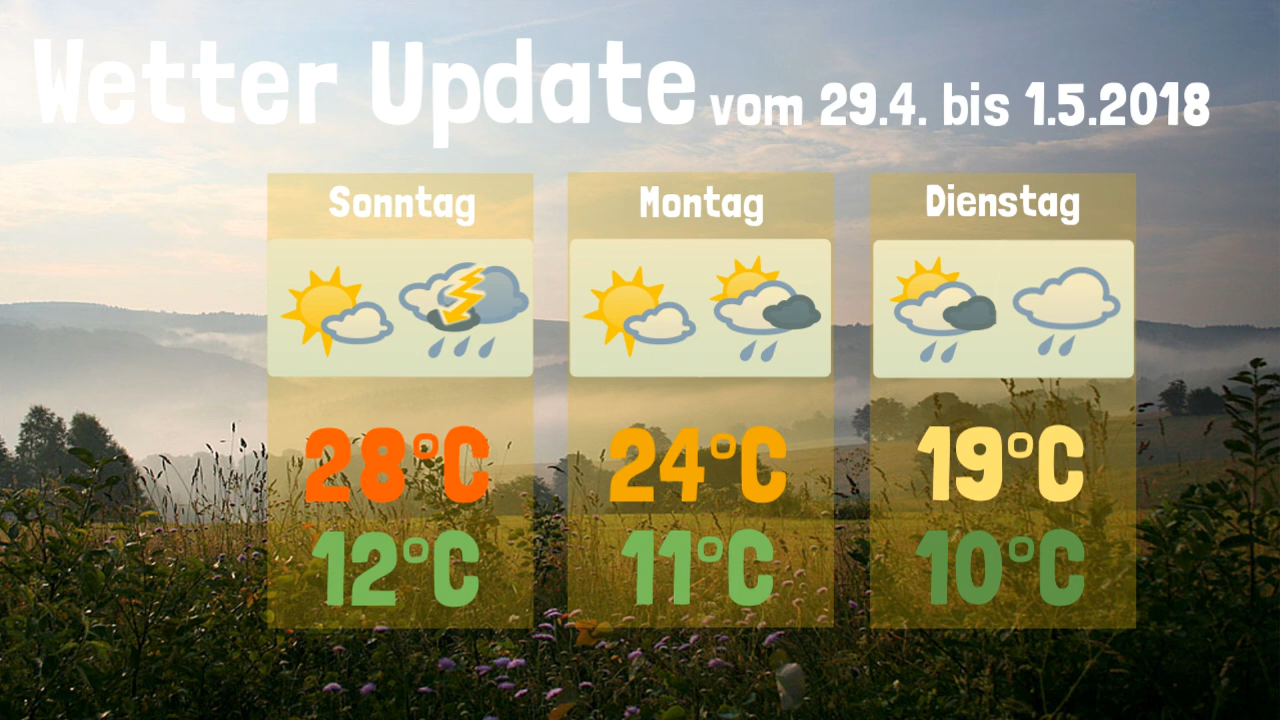 Wetter Update vom 29.4. bis 1.5.2018
Sonntag Montag Dienstag
28°C 24°C 19°C
12°C 11°C 10°C